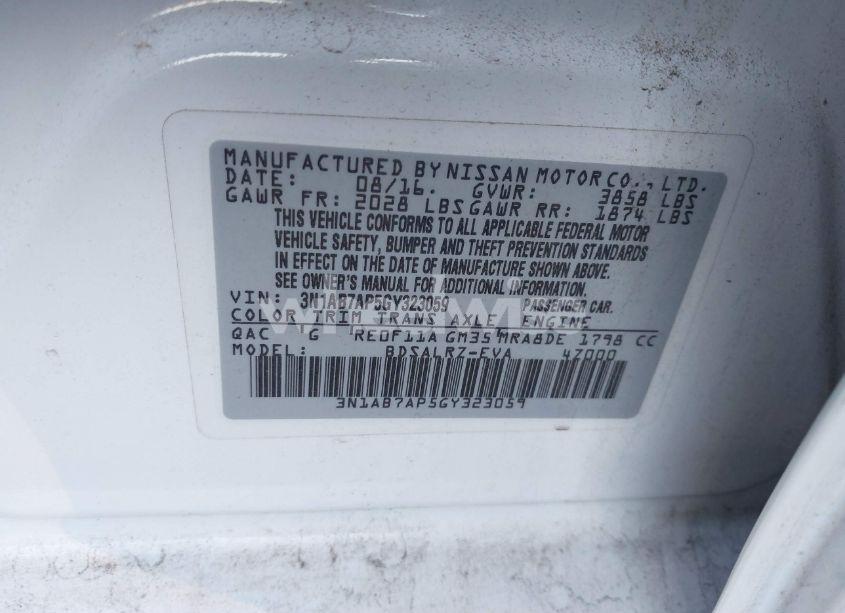 MANUFACTURED BY NISSAN MOTOR CO., LTD.
DATE: 08/16. GVWR: 3858 LBS
GAWR FR: 2028 LBS GAWR RR: 1874 LBS
THIS VEHICLE CONFORMS TO ALL APPLICABLE FEDERAL MOTOR
VEHICLE SAFETY, BUMPER AND THEFT PREVENTION STANDARDS
IN EFFECT ON THE DATE OF MANUFACTURE SHOWN ABOVE.
SEE OWNER'S MANUAL FOR ADDITIONAL INFORMATION
VIN: 3N1AB7AP5GY323059 PASSENGER CAR.
COLOR TRIM TRANS AXLE ENGINE
QAC G RE0F11A GM35 MRA8DE 1798 CC
MODEL: BDSALRZ-EVA 4Z000
3N1AB7AP5GY323059